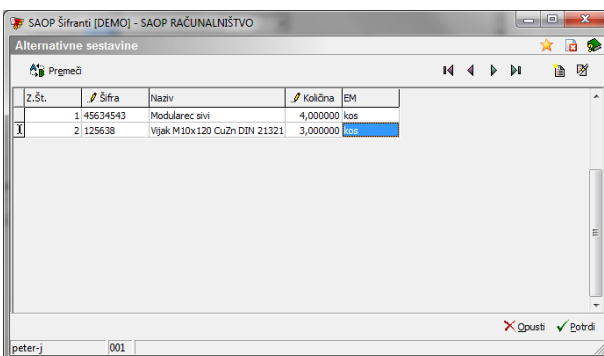 SAOP Šifranti [DEMO] - SAOP RAČUNALNIŠTVO
Alternativne sestavine
Premeči
Z.Št. Šifra Naziv Količina EM
1 45634543 Modularec sivi 4,000000 kos
2 125638 Vijak M10x120 CuZn DIN 21321 3,000000 kos
Opusti Potrdi
peter-j 001